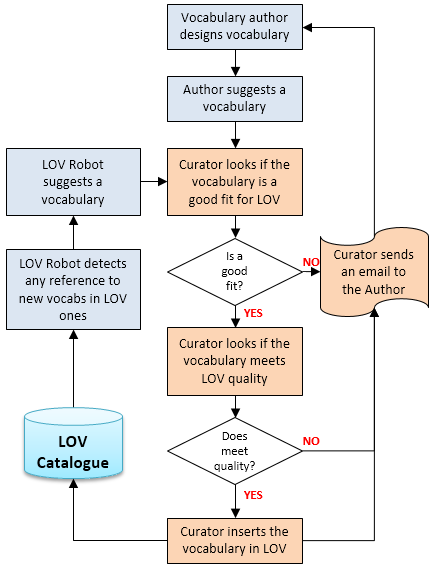 Vocabulary author
designs vocabulary
Author suggests a
vocabulary
LOV Robot
suggests a
vocabulary
Curator looks if the
vocabulary is a
good fit for LOV
LOV Robot detects
any reference to
new vocabs in LOV
ones
Is a
good
fit?
NO
Curator sends
an email to
the Author
YES
Curator looks if the
vocabulary meets
LOV quality
LOV
Catalogue
Does
meet
quality?
NO
YES
Curator inserts the
vocabulary in LOV